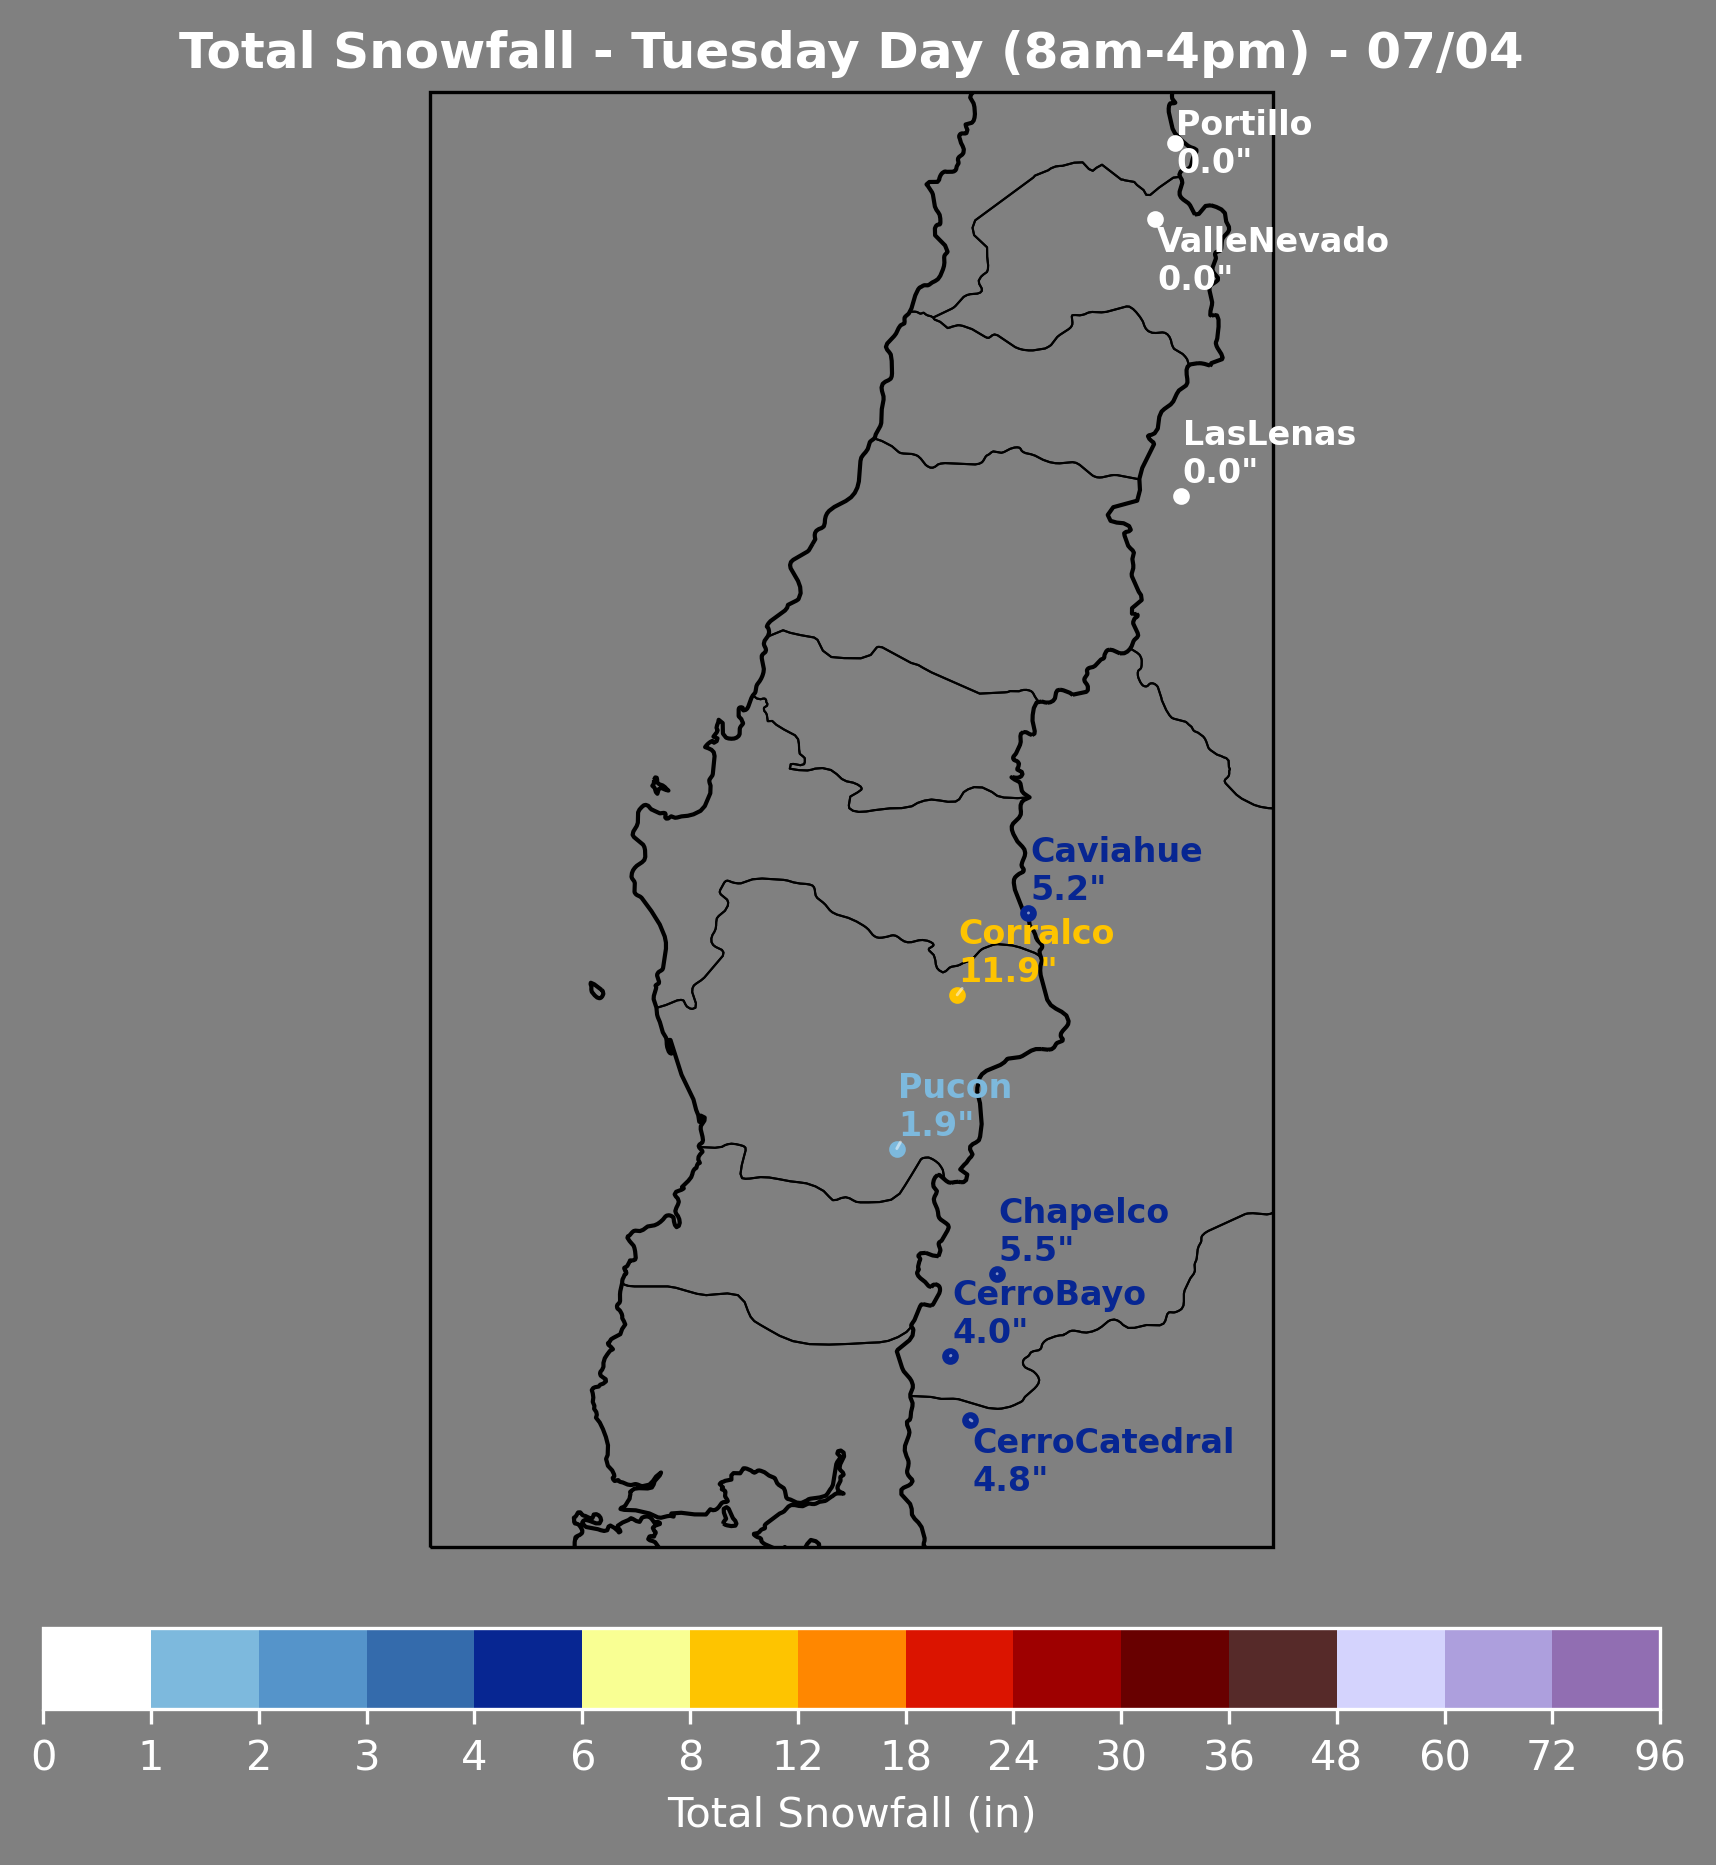 Total Snowfall - Tuesday Day (8am-4pm) - 07/04
Portillo
0.0"
ValleNevado
0.0"
LasLenas
0.0"
Caviahue
5.2"
Corralco
11.9"
Pucon
1.9"
Chapelco
5.5"
CerroBayo
4.0"
CerroCatedral
4.8"
0 1 2 3 4 6 8 12 18 24 30 36 48 60 72 96
Total Snowfall (in)